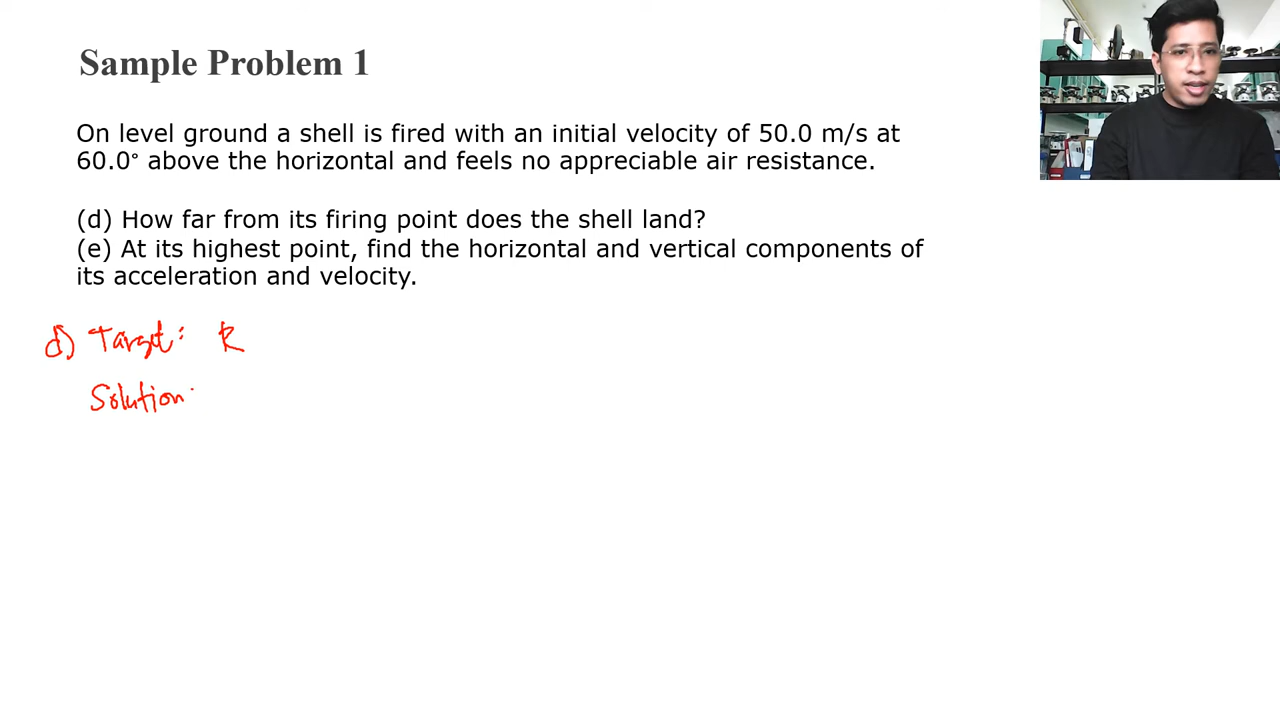 Sample Problem 1
On level ground a shell is fired with an initial velocity of 50.0 m/s at
60.0° above the horizontal and feels no appreciable air resistance.
(d) How far from its firing point does the shell land?
(e) At its highest point, find the horizontal and vertical components of
its acceleration and velocity.
d) Target: R
Solution: